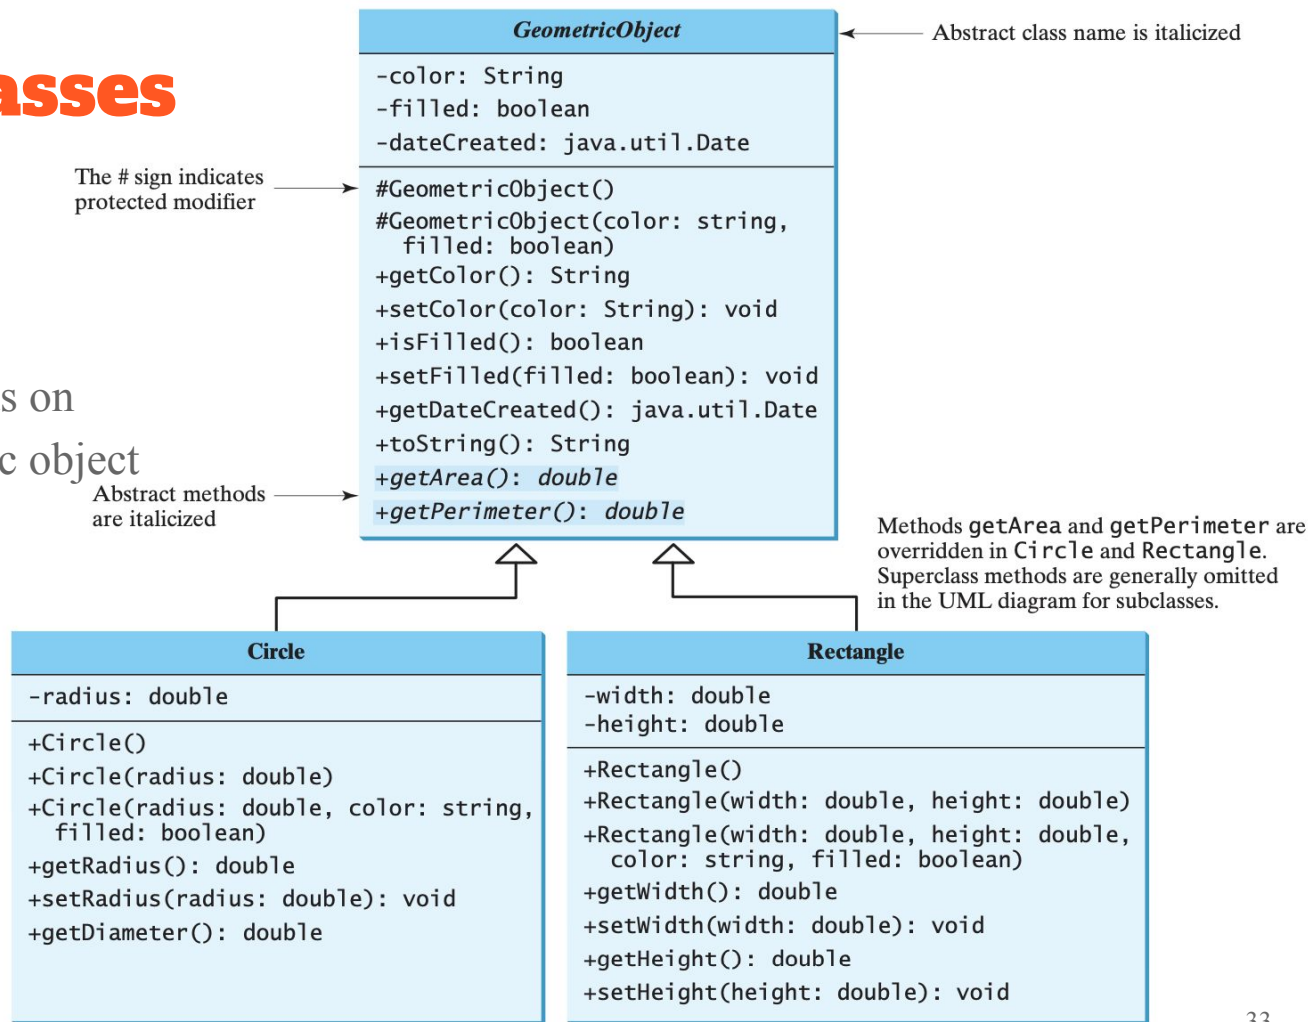 GeometricObject
Abstract class name is italicized
asses
-color: String
-filled: boolean
-dateCreated: java.util.Date
The # sign indicates
protected modifier
#GeometricObject()
#GeometricObject(color: string,
filled: boolean)
+getColor(): String
+setColor(color: String): void
+isFilled(): boolean
+setFilled(filled: boolean): void
+getDateCreated(): java.util.Date
+toString(): String
+getArea(): double
+getPerimeter(): double
s on
c object
Abstract methods
are italicized
Methods getArea and getPerimeter are
overridden in Circle and Rectangle.
Superclass methods are generally omitted
in the UML diagram for subclasses.
Circle
-radius: double
+Circle()
+Circle(radius: double)
+Circle(radius: double, color: string,
filled: boolean)
+getRadius(): double
+setRadius(radius: double): void
+getDiameter(): double
Rectangle
-width: double
-height: double
+Rectangle()
+Rectangle(width: double, height: double)
+Rectangle(width: double, height: double,
color: string, filled: boolean)
+getWidth(): double
+setWidth(width: double): void
+getHeight(): double
+setHeight(height: double): void
33